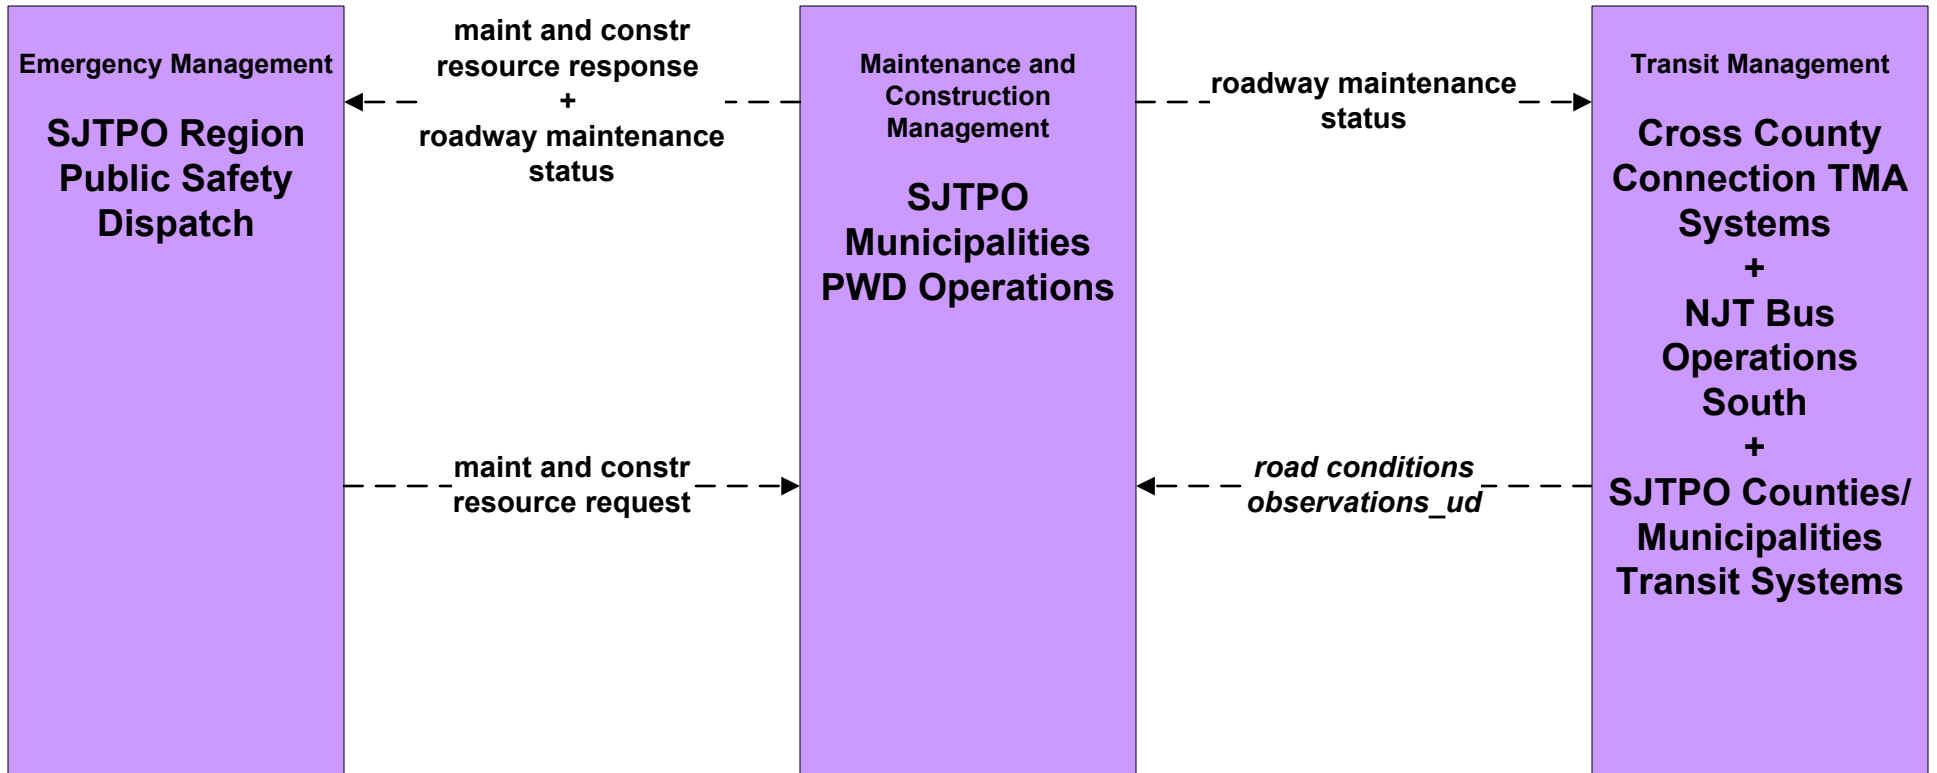 Emergency Management
SJTPO Region
Public Safety
Dispatch
maint and constr
resource response
+
roadway maintenance
status
maint and constr
resource request
Maintenance and
Construction
Management
SJTPO
Municipalities
PWD Operations
roadway maintenance
status
road conditions
observations_ud
Transit Management
Cross County
Connection TMA
Systems
+
NJT Bus
Operations
South
+
SJTPO Counties/
Municipalities
Transit Systems